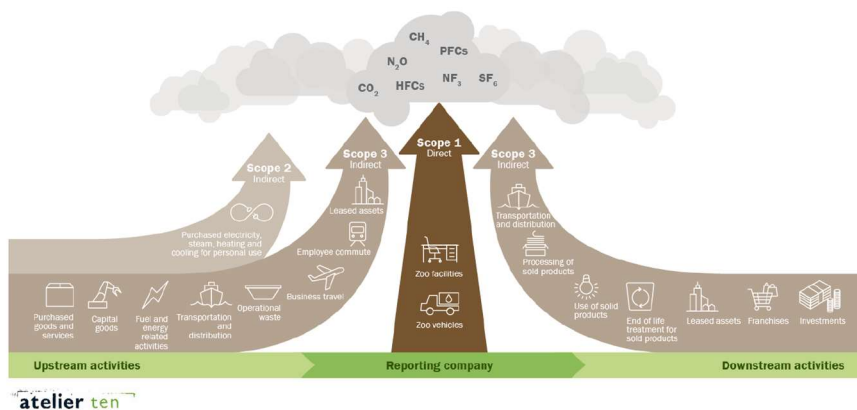 CH4
PFCs
N2O
CO2
HFCs
NF3
SF6
Scope 2
Indirect
Purchased electricity,
steam, heating and
cooling for personal use
Scope 3
Indirect
Leased assets
Employee commute
Business travel
Purchased
goods and
services
Capital
goods
Fuel and
energy
related
activities
Transportation
and
distribution
Operational
waste
Scope 1
Direct
Zoo facilities
Zoo vehicles
Scope 3
Indirect
Transportation
and distribution
Processing of
sold products
Use of solid
products
End of life
treatment for
sold products
Leased assets
Franchises
Investments
Upstream activities
Reporting company
Downstream activities
atelier ten